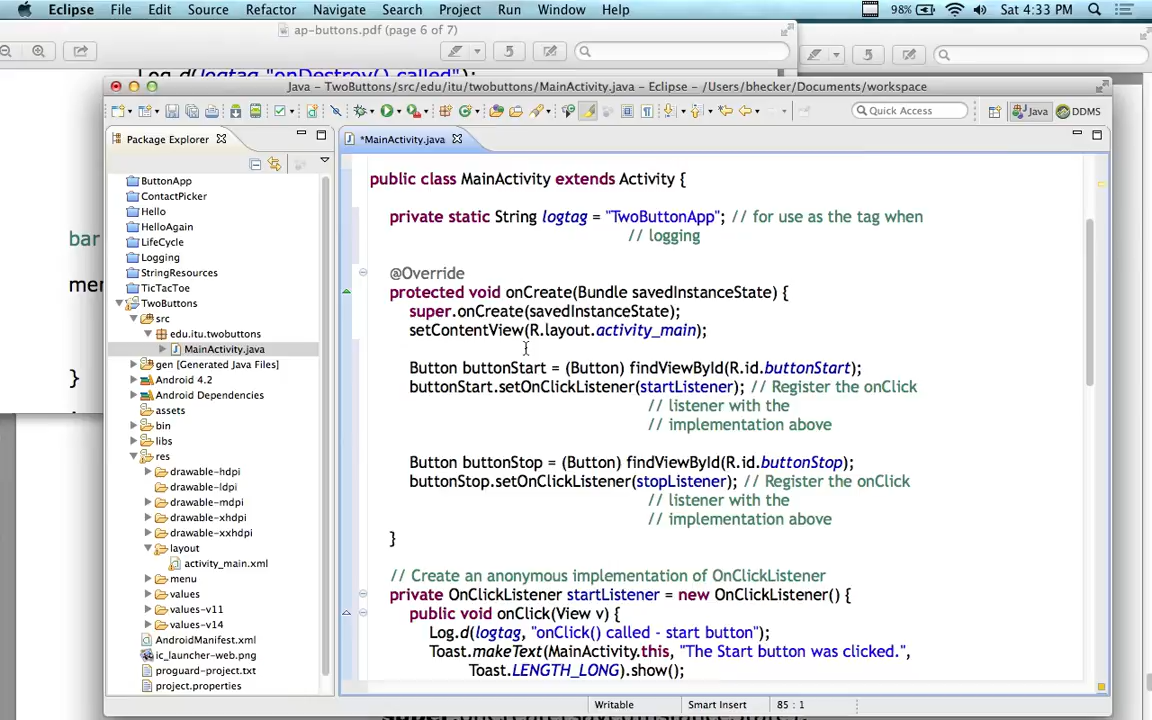 Eclipse File Edit Source Refactor Navigate Search Project Run Window Help 98% Sat 4:33 PM
ap-buttons.pdf (page 6 of 7)
Log.d(logtag,"onDestroy() called");
Java – TwoButtons/src/edu/itu/twobuttons/MainActivity.java – Eclipse – /Users/bhecker/Documents/workspace
Quick Access Java DDMS
Package Explorer
*MainActivity.java
ButtonApp
ContactPicker
Hello
HelloAgain
LifeCycle
Logging
StringResources
TicTacToe
TwoButtons
src
edu.itu.twobuttons
MainActivity.java
gen [Generated Java Files]
Android 4.2
Android Dependencies
assets
bin
libs
res
drawable-hdpi
drawable-ldpi
drawable-mdpi
drawable-xhdpi
drawable-xxhdpi
layout
activity_main.xml
menu
values
values-v11
values-v14
AndroidManifest.xml
ic_launcher-web.png
proguard-project.txt
project.properties
public class MainActivity extends Activity {
private static String logtag = "TwoButtonApp"; // for use as the tag when
// logging
@Override
protected void onCreate(Bundle savedInstanceState) {
super.onCreate(savedInstanceState);
setContentView(R.layout.activity_main);
Button buttonStart = (Button) findViewById(R.id.buttonStart);
buttonStart.setOnClickListener(startListener); // Register the onClick
// listener with the
// implementation above
Button buttonStop = (Button) findViewById(R.id.buttonStop);
buttonStop.setOnClickListener(stopListener); // Register the onClick
// listener with the
// implementation above
}
// Create an anonymous implementation of OnClickListener
private OnClickListener startListener = new OnClickListener() {
public void onClick(View v) {
Log.d(logtag, "onClick() called - start button");
Toast.makeText(MainActivity.this, "The Start button was clicked.",
Toast.LENGTH_LONG).show();
bar
}
Writable Smart Insert 85 : 1